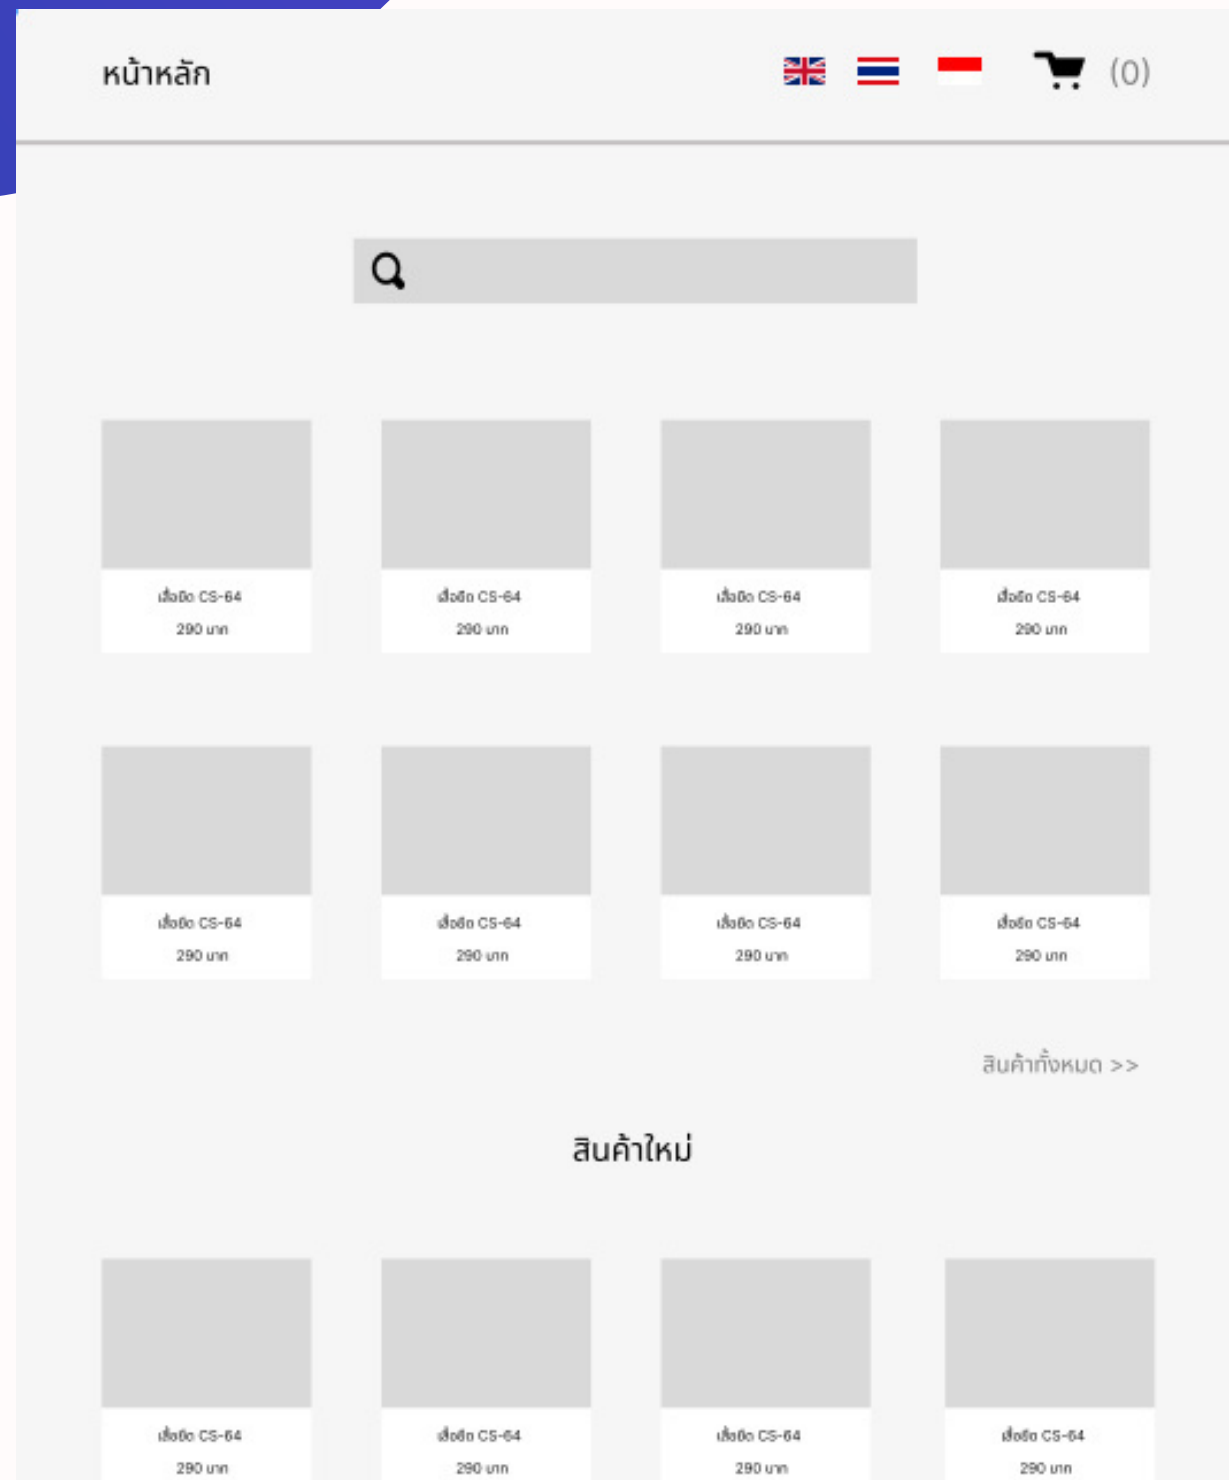 หน้าหลัก (0)
เสื้อยืด CS-64 เสื้อยืด CS-64 เสื้อยืด CS-64 เสื้อยืด CS-64
290 บาท 290 บาท 290 บาท 290 บาท
เสื้อยืด CS-64 เสื้อยืด CS-64 เสื้อยืด CS-64 เสื้อยืด CS-64
290 บาท 290 บาท 290 บาท 290 บาท
สินค้าทั้งหมด >>
สินค้าใหม่
เสื้อยืด CS-64 เสื้อยืด CS-64 เสื้อยืด CS-64 เสื้อยืด CS-64
290 บาท 290 บาท 290 บาท 290 บาท